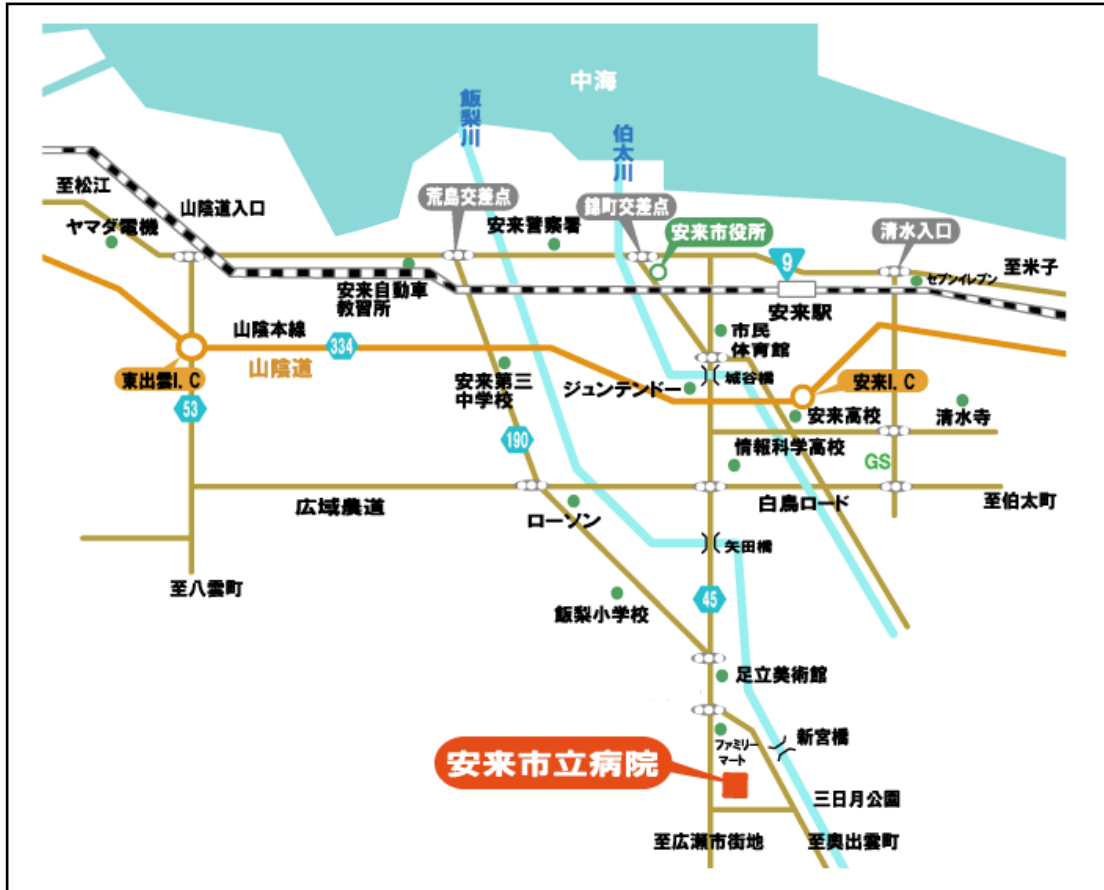 中海
飯梨川
伯太川
至松江
山陰道入口
荒島交差点
錦町交差点
ヤマダ電機
安来警察署
安来市役所
清水入口
9
至米子
セブンイレブン
安来自動車
教習所
安来駅
山陰本線
334
市民
体育館
山陰道
東出雲I.C
安来第三
中学校
ジュンテンドー
城谷橋
安来I.C
53
安来高校
清水寺
190
情報科学高校
GS
広域農道
ローソン
白鳥ロード
至伯太町
矢田橋
至八雲町
飯梨小学校
45
足立美術館
ファミリー
マート
新宮橋
安来市立病院
三日月公園
至広瀬市街地
至奥出雲町